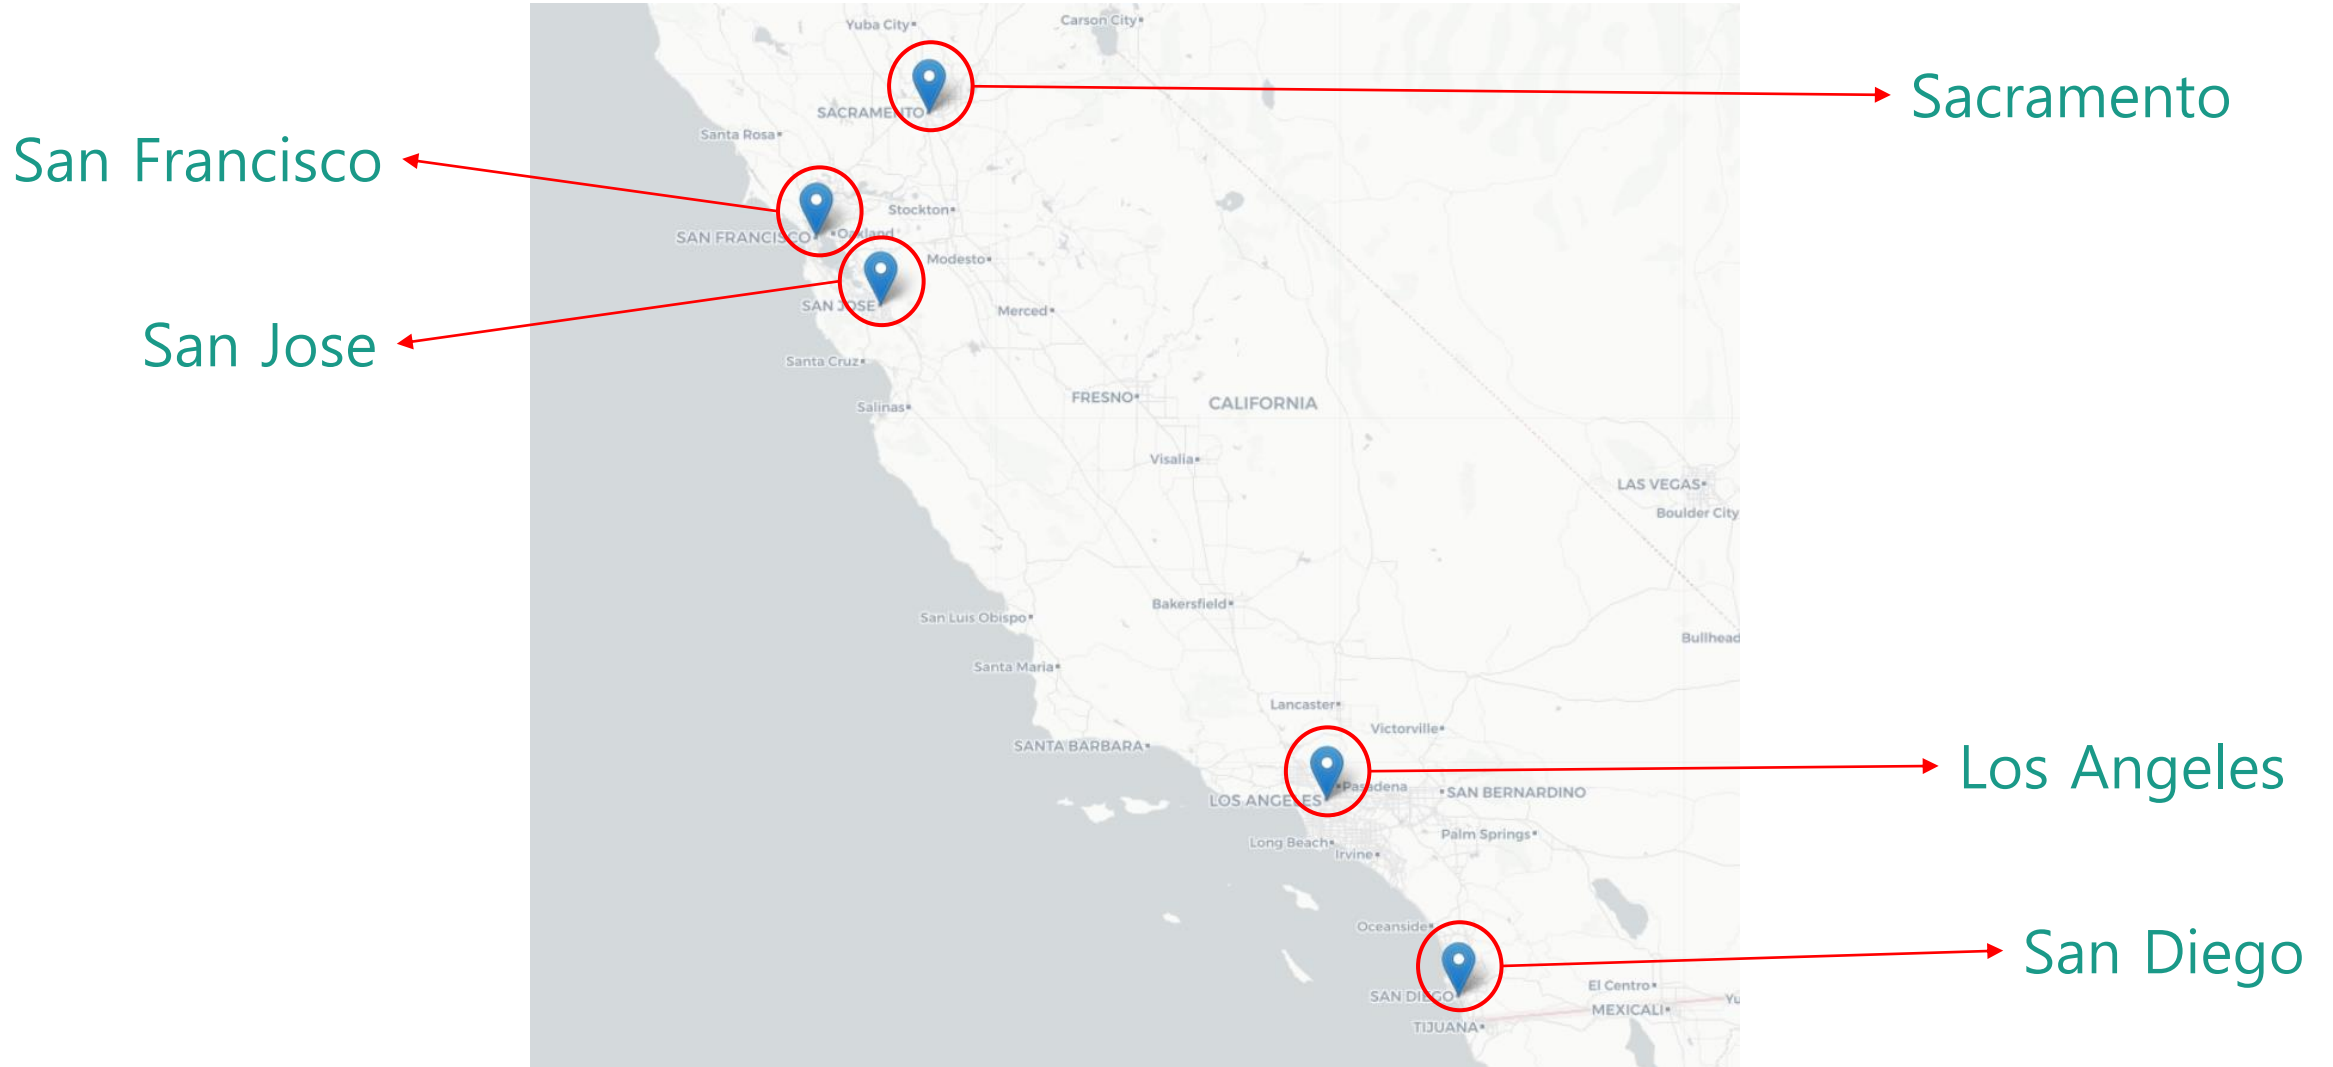 Yuba City
Carson City
Sacramento
SACRAMENTO
Santa Rosa
San Francisco
Stockton
SAN FRANCISCO
Oakland
Modesto
SAN JOSE
Merced
San Jose
Santa Cruz
FRESNO
CALIFORNIA
Salinas
Visalia
LAS VEGAS
Boulder City
Bakersfield
San Luis Obispo
Bullhead
Santa Maria
Lancaster
Victorville
SANTA BARBARA
Los Angeles
Pasadena
SAN BERNARDINO
LOS ANGELES
Palm Springs
Long Beach
Irvine
Oceanside
San Diego
El Centro
SAN DIEGO
Yu
MEXICALI
TIJUANA